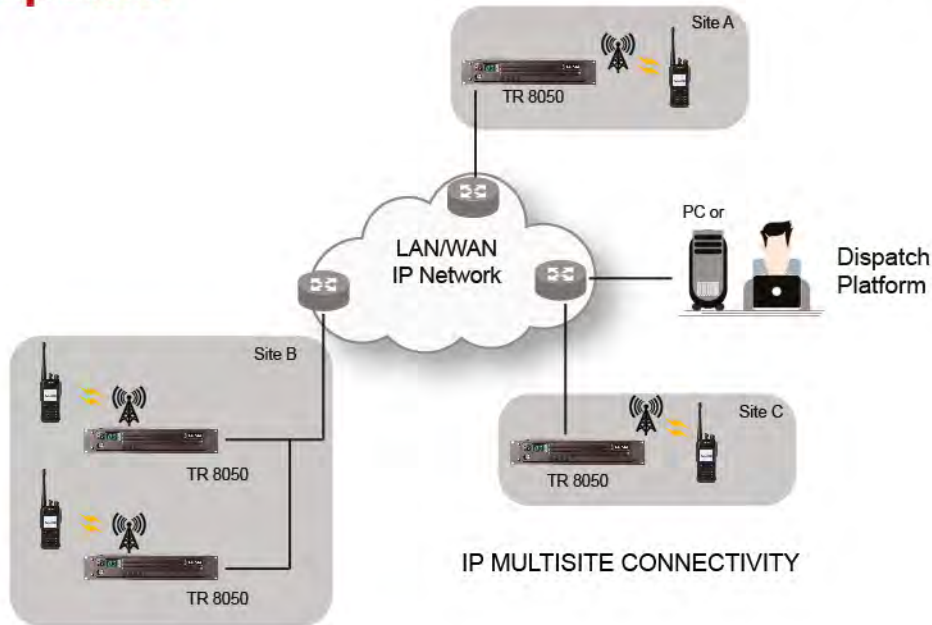 Site A
TR 8050
LAN/WAN
IP Network
PC or
Dispatch
Platform
Site B
TR 8050
TR 8050
Site C
TR 8050
IP MULTISITE CONNECTIVITY